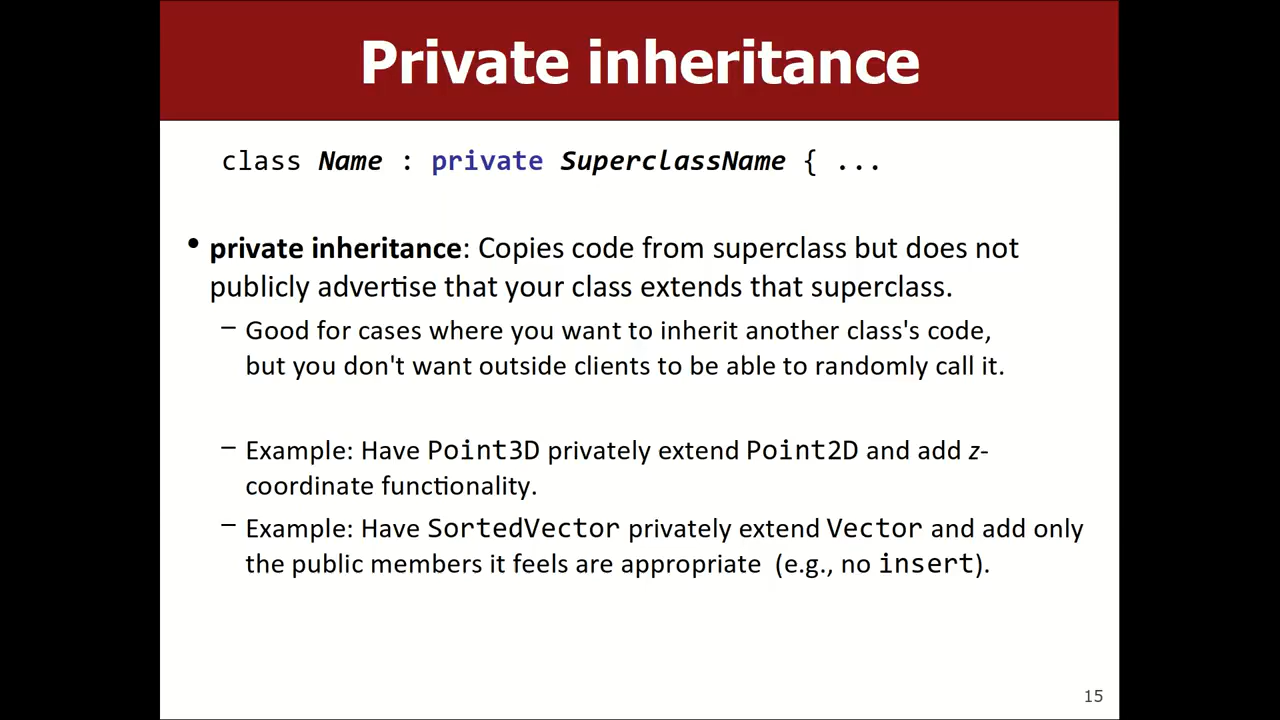 Private inheritance
class Name : private SuperclassName { ...
• private inheritance: Copies code from superclass but does not
publicly advertise that your class extends that superclass.
– Good for cases where you want to inherit another class's code,
but you don't want outside clients to be able to randomly call it.
– Example: Have Point3D privately extend Point2D and add z-
coordinate functionality.
– Example: Have SortedVector privately extend Vector and add only
the public members it feels are appropriate (e.g., no insert).
15